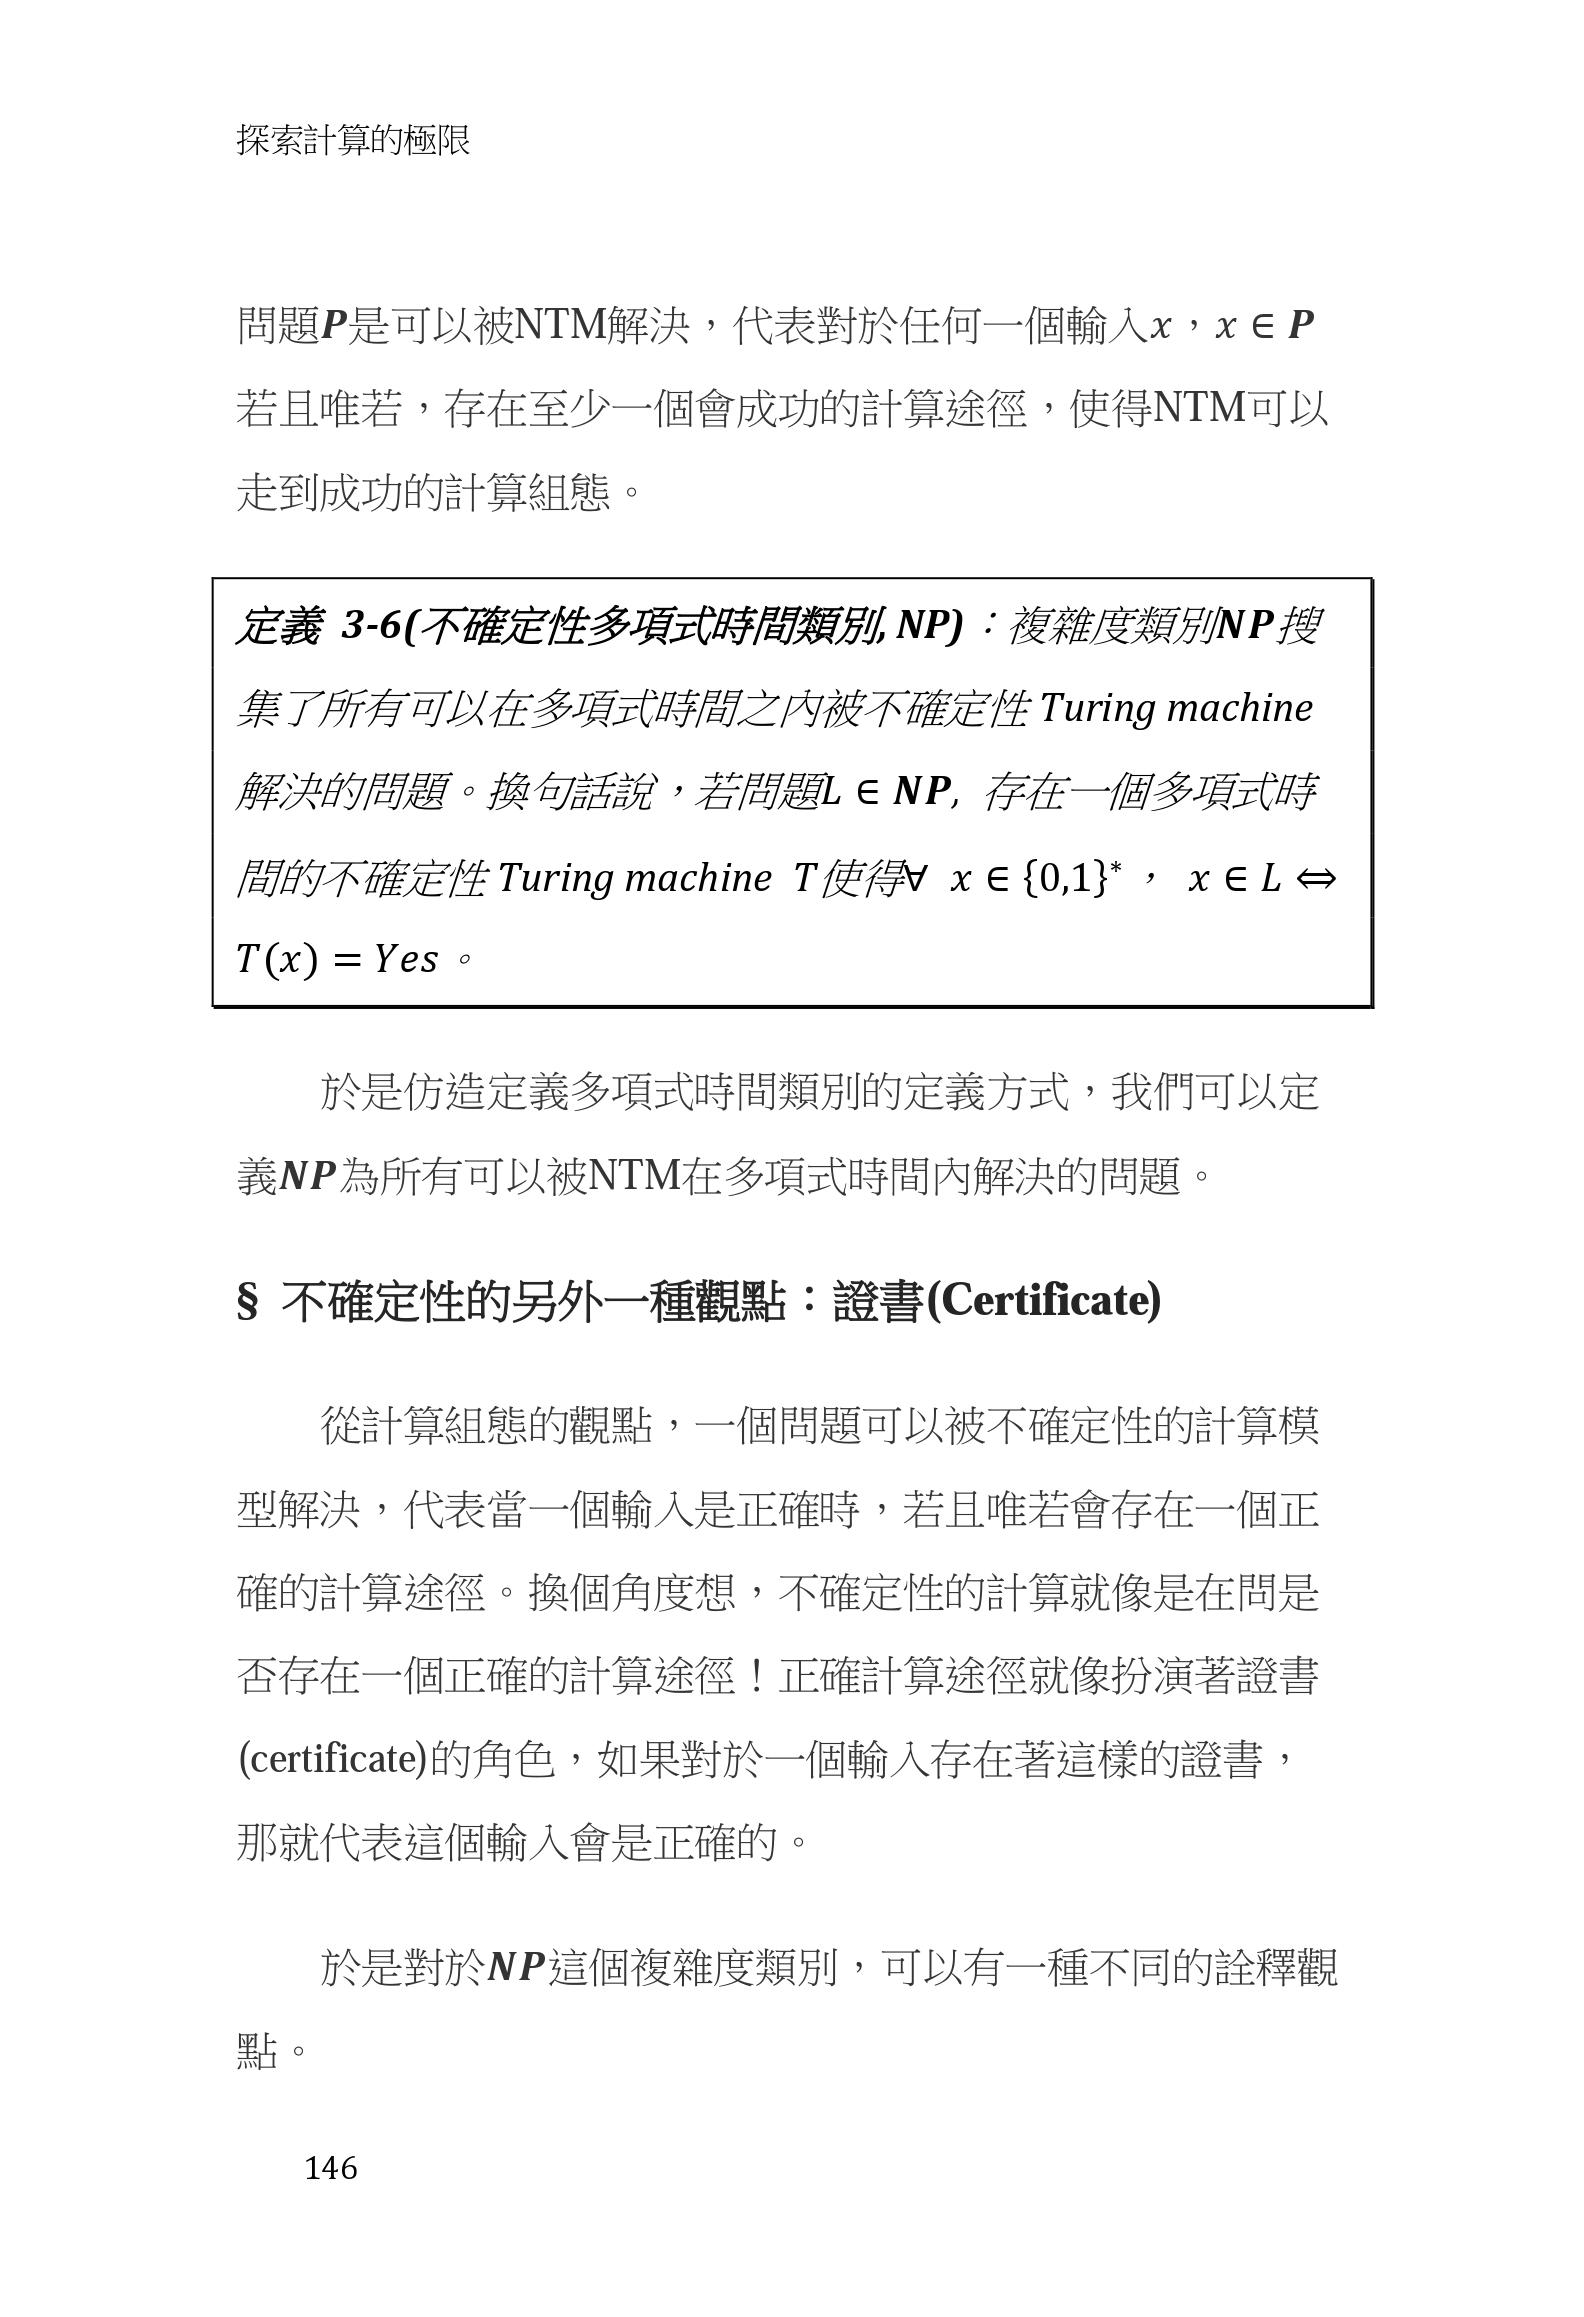 探索計算的極限
問題P是可以被NTM解決，代表對於任何一個輸入x，x ∈ P
若且唯若，存在至少一個會成功的計算途徑，使得NTM可以
走到成功的計算組態。
定義 3-6(不確定性多項式時間類別, NP)：複雜度類別NP搜
集了所有可以在多項式時間之內被不確定性 Turing machine
解決的問題。換句話說，若問題L ∈ NP, 存在一個多項式時
間的不確定性 Turing machine T使得∀ x ∈ {0,1}*， x ∈ L ⇔
T(x) = Yes。
於是仿造定義多項式時間類別的定義方式，我們可以定
義NP為所有可以被NTM在多項式時間內解決的問題。
§ 不確定性的另外一種觀點：證書(Certificate)
從計算組態的觀點，一個問題可以被不確定性的計算模
型解決，代表當一個輸入是正確時，若且唯若會存在一個正
確的計算途徑。換個角度想，不確定性的計算就像是在問是
否存在一個正確的計算途徑！正確計算途徑就像扮演著證書
(certificate)的角色，如果對於一個輸入存在著這樣的證書，
那就代表這個輸入會是正確的。
於是對於NP這個複雜度類別，可以有一種不同的詮釋觀
點。
146